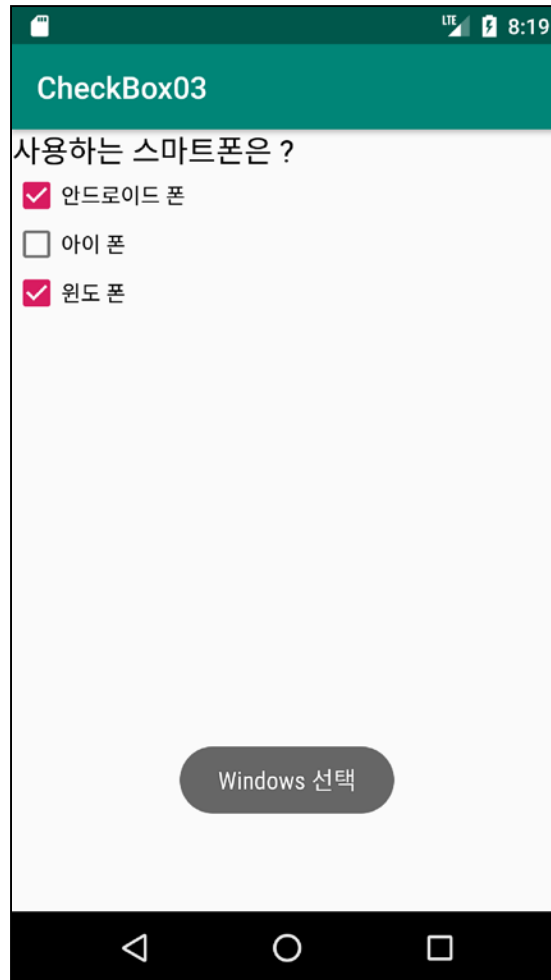 LTE 8:19
CheckBox03
사용하는 스마트폰은 ?
안드로이드 폰
아이 폰
윈도 폰
Windows 선택